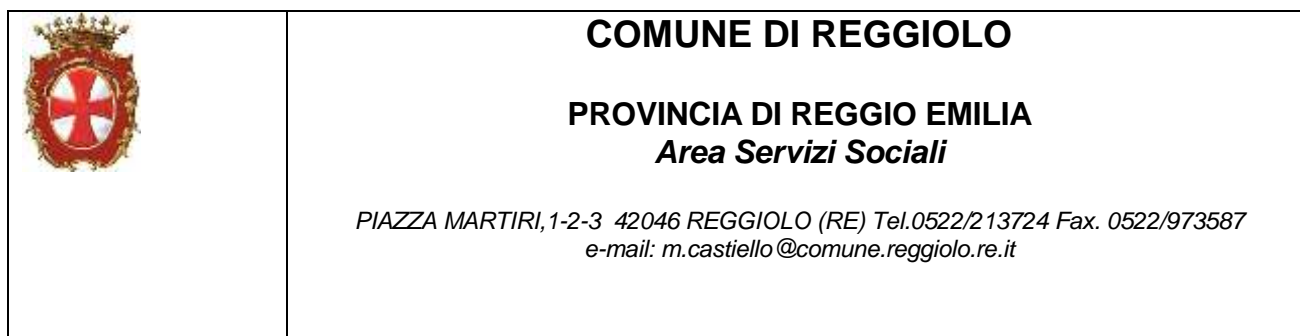 COMUNE DI REGGIOLO
PROVINCIA DI REGGIO EMILIA
Area Servizi Sociali
PIAZZA MARTIRI,1-2-3 42046 REGGIOLO (RE) Tel.0522/213724 Fax. 0522/973587
e-mail: m.castiello@comune.reggiolo.re.it